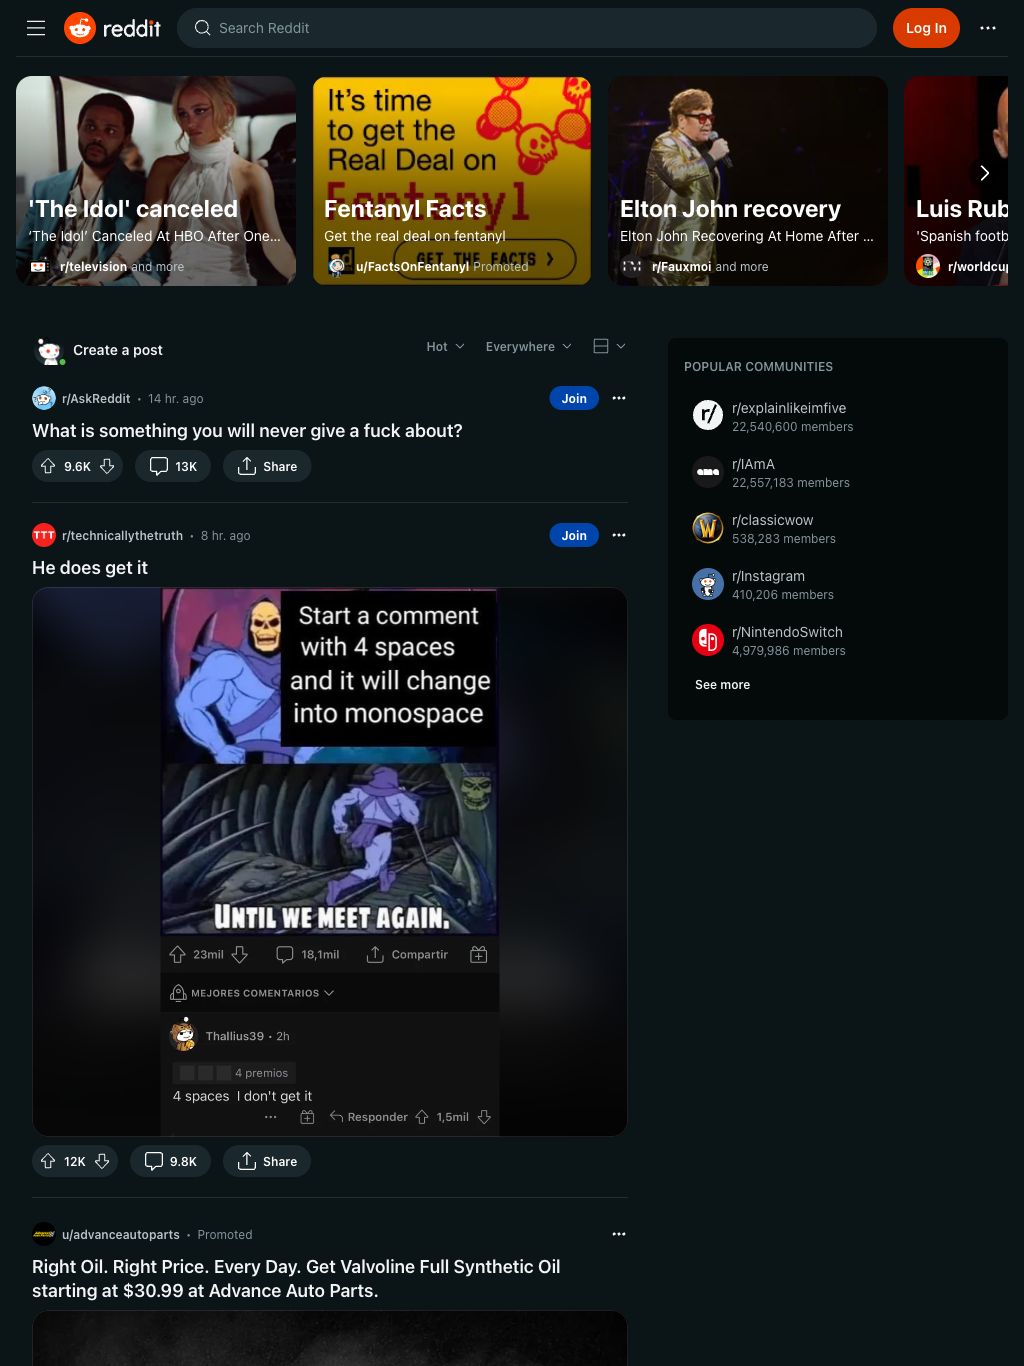 reddit
Search Reddit
Log In
'The Idol' canceled
'The Idol' Canceled At HBO After One...
r/television and more
It's time
to get the
Real Deal on
Fentanyl
Fentanyl Facts
Get the real deal on fentanyl
GET THE FACTS
u/FactsOnFentanyl Promoted
Elton John recovery
Elton John Recovering At Home After ...
r/Fauxmoi and more
Luis Rub
'Spanish footb
r/worldcup
Create a post
Hot
Everywhere
r/AskReddit • 14 hr. ago
Join
What is something you will never give a fuck about?
9.6K
13K
Share
TTT
r/technicallythetruth • 8 hr. ago
Join
He does get it
Start a comment
with 4 spaces
and it will change
into monospace
UNTIL WE MEET AGAIN.
23mil
18,1mil
Compartir
MEJORES COMENTARIOS
Thallius39 • 2h
4 premios
4 spaces  I don't get it
Responder
1,5mil
12K
9.8K
Share
u/advanceautoparts • Promoted
Right Oil. Right Price. Every Day. Get Valvoline Full Synthetic Oil
starting at $30.99 at Advance Auto Parts.
POPULAR COMMUNITIES
r/
r/explainlikeimfive
22,540,600 members
ama
r/IAmA
22,557,183 members
W
r/classicwow
538,283 members
r/Instagram
410,206 members
r/NintendoSwitch
4,979,986 members
See more